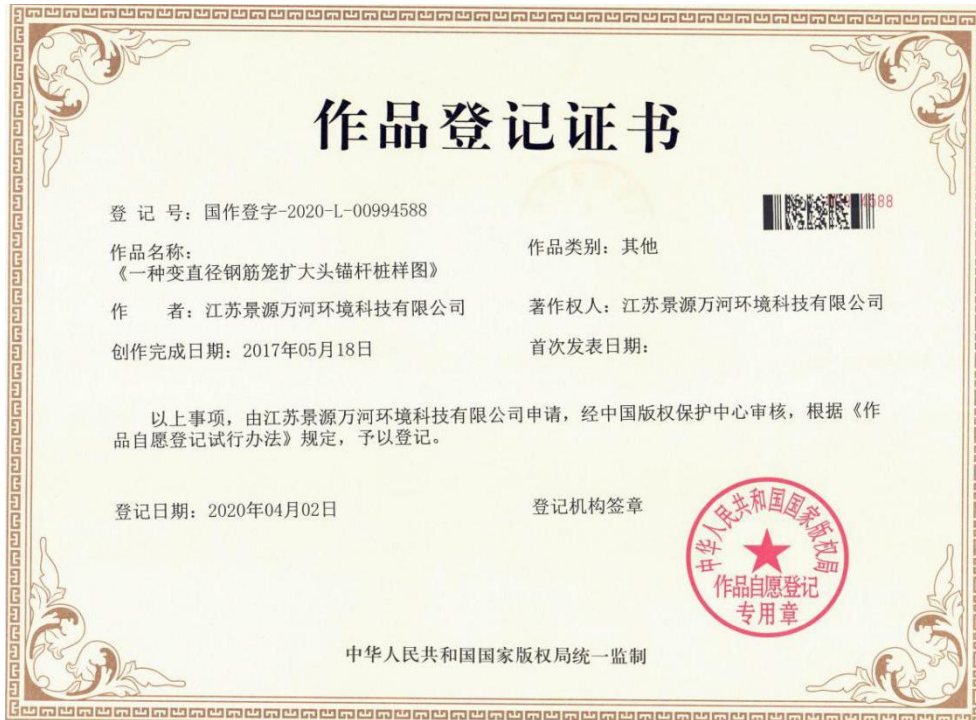 作品登记证书
登 记 号：国作登字-2020-L-00994588
作品名称：
《一种变直径钢筋笼扩大头锚杆桩样图》
作品类别：其他
作 者：江苏景源万河环境科技有限公司
著作权人：江苏景源万河环境科技有限公司
创作完成日期：2017年05月18日
首次发表日期：
以上事项，由江苏景源万河环境科技有限公司申请，经中国版权保护中心审核，根据《作
品自愿登记试行办法》规定，予以登记。
登记日期：2020年04月02日
登记机构签章
中华人民共和国国家版权局
作品自愿登记
专用章
中华人民共和国国家版权局统一监制